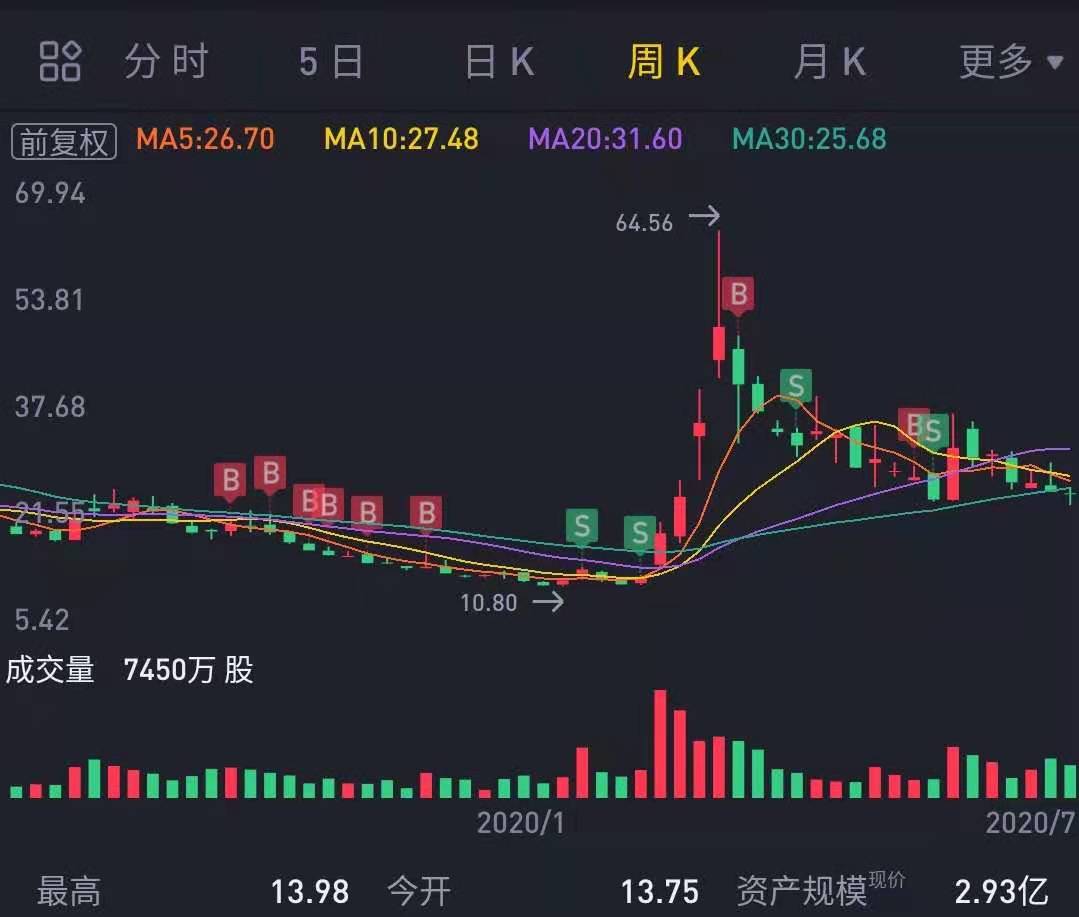 分时 5日 日K 周K 月K 更多
前复权 MA5:26.70 MA10:27.48 MA20:31.60 MA30:25.68
69.94
64.56
B
53.81
S
37.68
B S
B B
B B B B
21.55
S S
10.80
5.42
成交量 7450万 股
2020/1 2020/7
最高 13.98 今开 13.75 资产规模现价 2.93亿